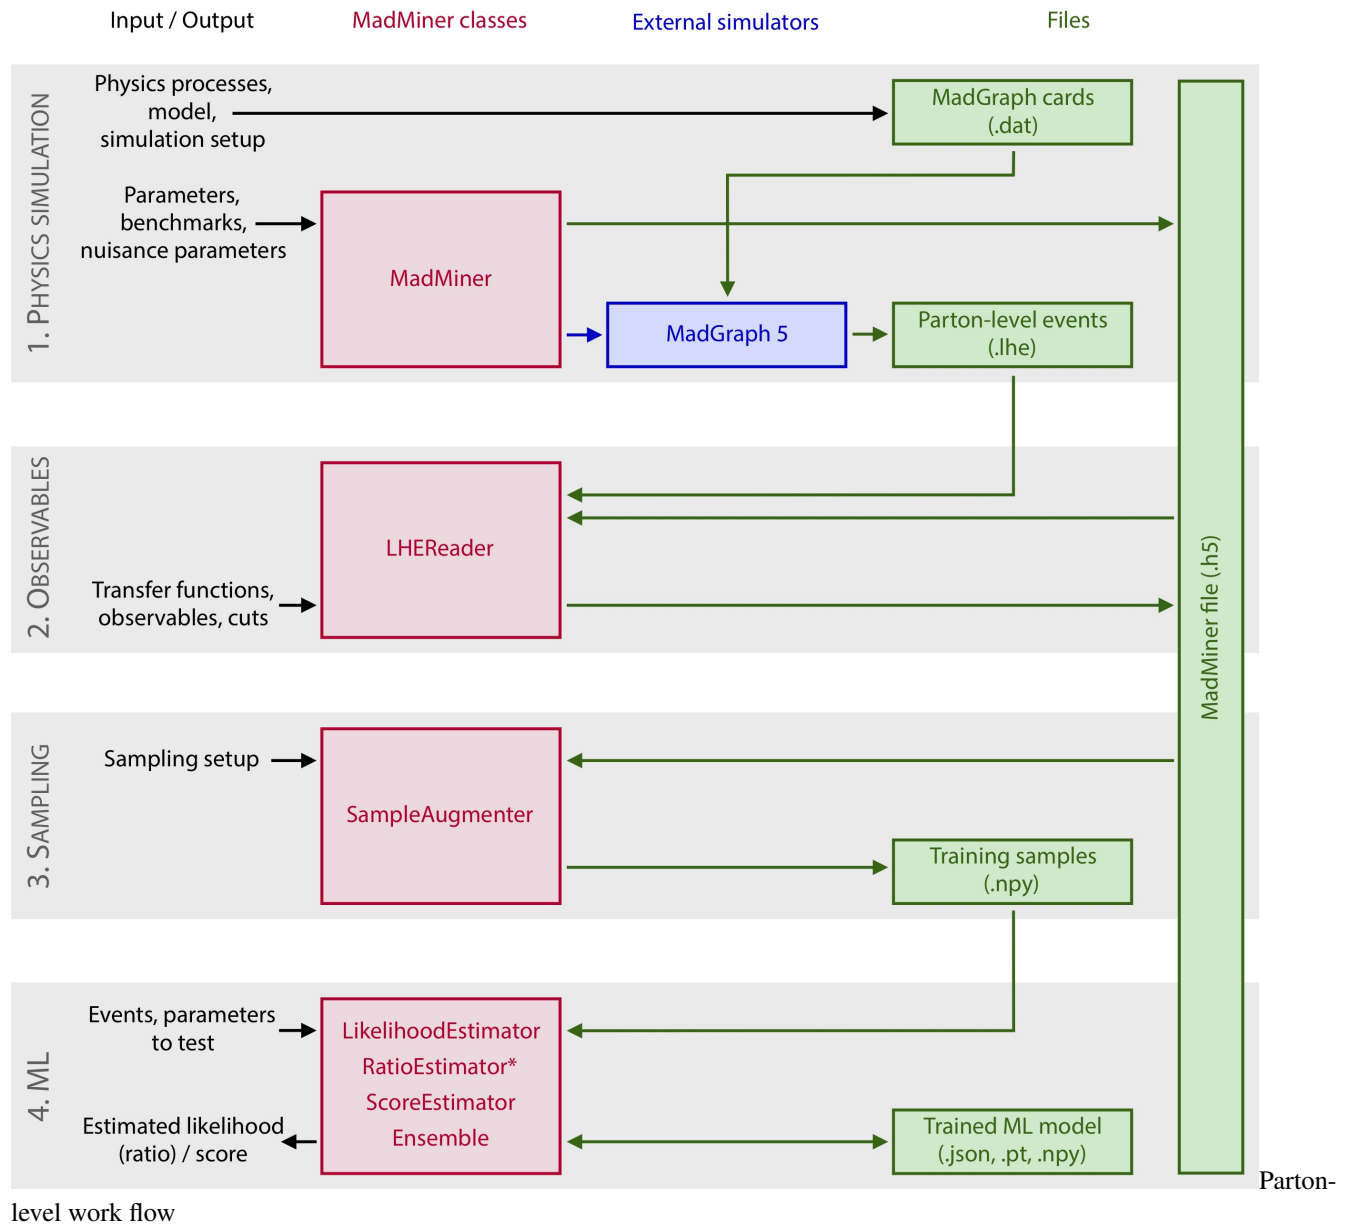 Input / Output
MadMiner classes
External simulators
Files
1. PHYSICS SIMULATION
Physics processes,
model,
simulation setup
MadGraph cards
(.dat)
Parameters,
benchmarks,
nuisance parameters
MadMiner
MadGraph 5
Parton-level events
(.lhe)
MadMiner file (.h5)
2. OBSERVABLES
LHEReader
Transfer functions,
observables, cuts
3. SAMPLING
Sampling setup
SampleAugmenter
Training samples
(.npy)
4. ML
Events, parameters
to test
LikelihoodEstimator
RatioEstimator*
ScoreEstimator
Ensemble
Estimated likelihood
(ratio) / score
Trained ML model
(.json, .pt, .npy)
Parton-
level work flow